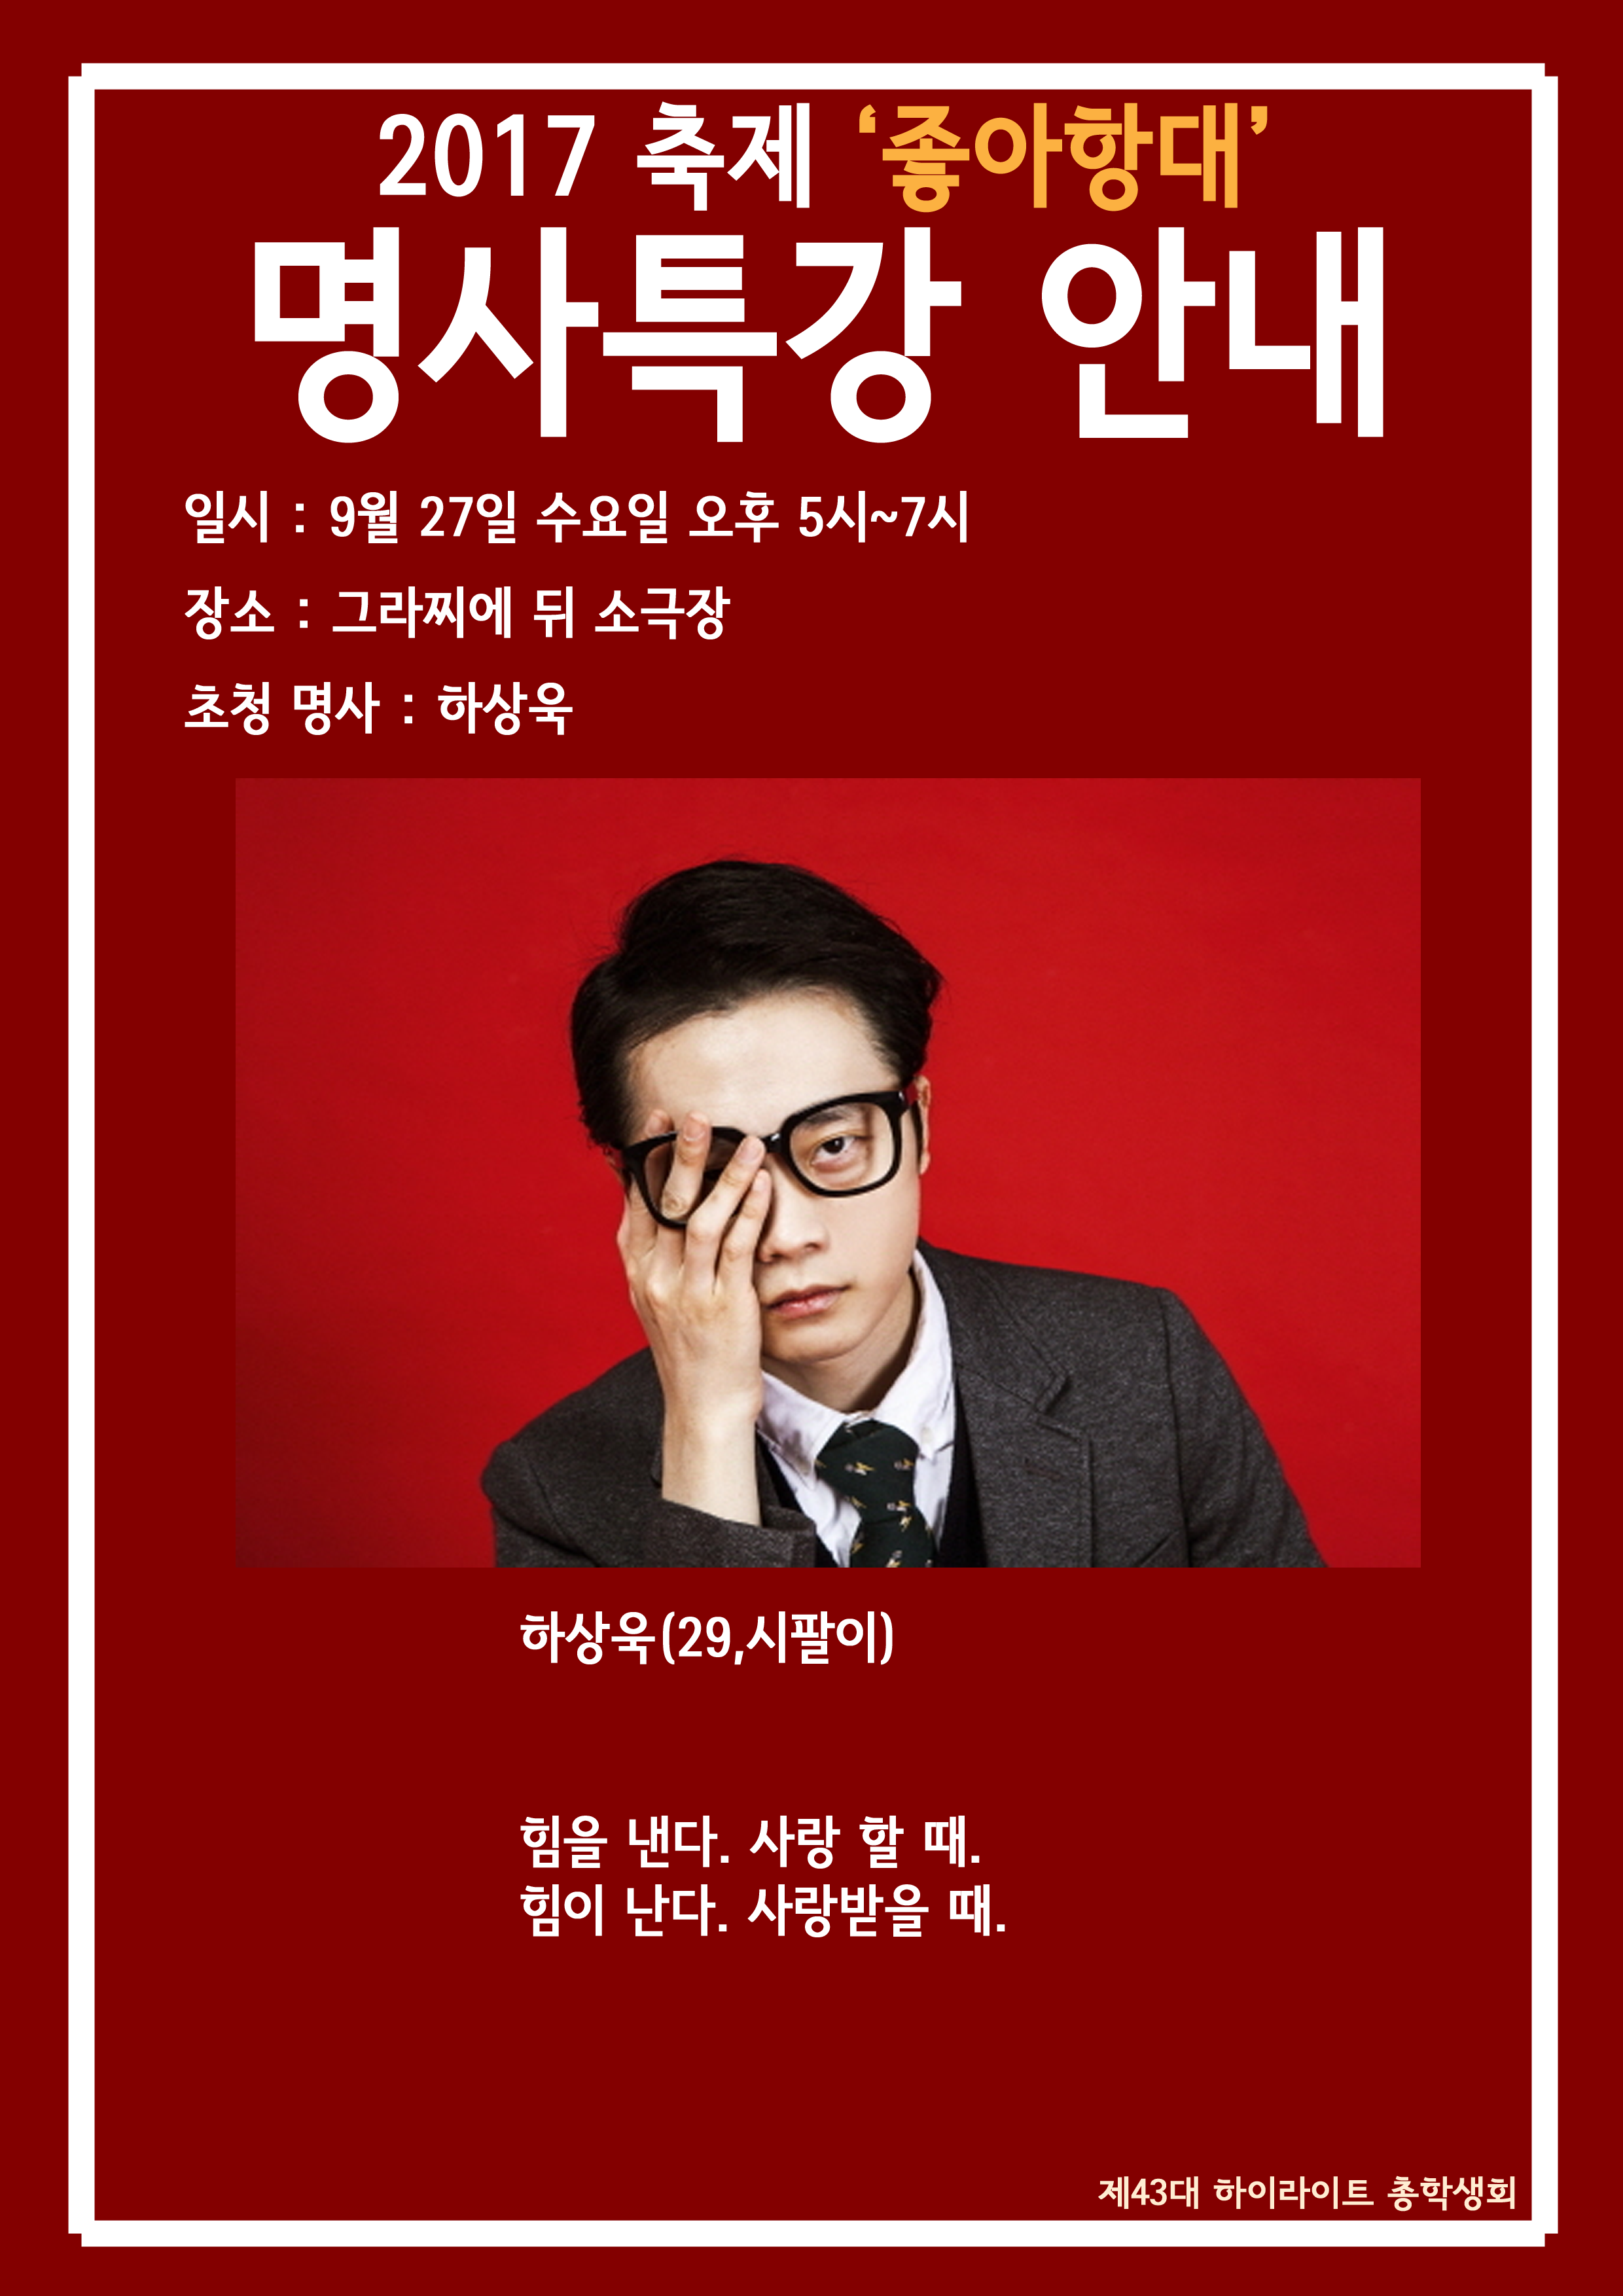 2017 축제 ‘좋아항대’
명사특강 안내
일시 : 9월 27일 수요일 오후 5시~7시
장소 : 그라찌에 뒤 소극장
초청 명사 : 하상욱
하상욱(29,시팔이)
힘을 낸다. 사랑 할 때.
힘이 난다. 사랑받을 때.
제43대 하이라이트 총학생회